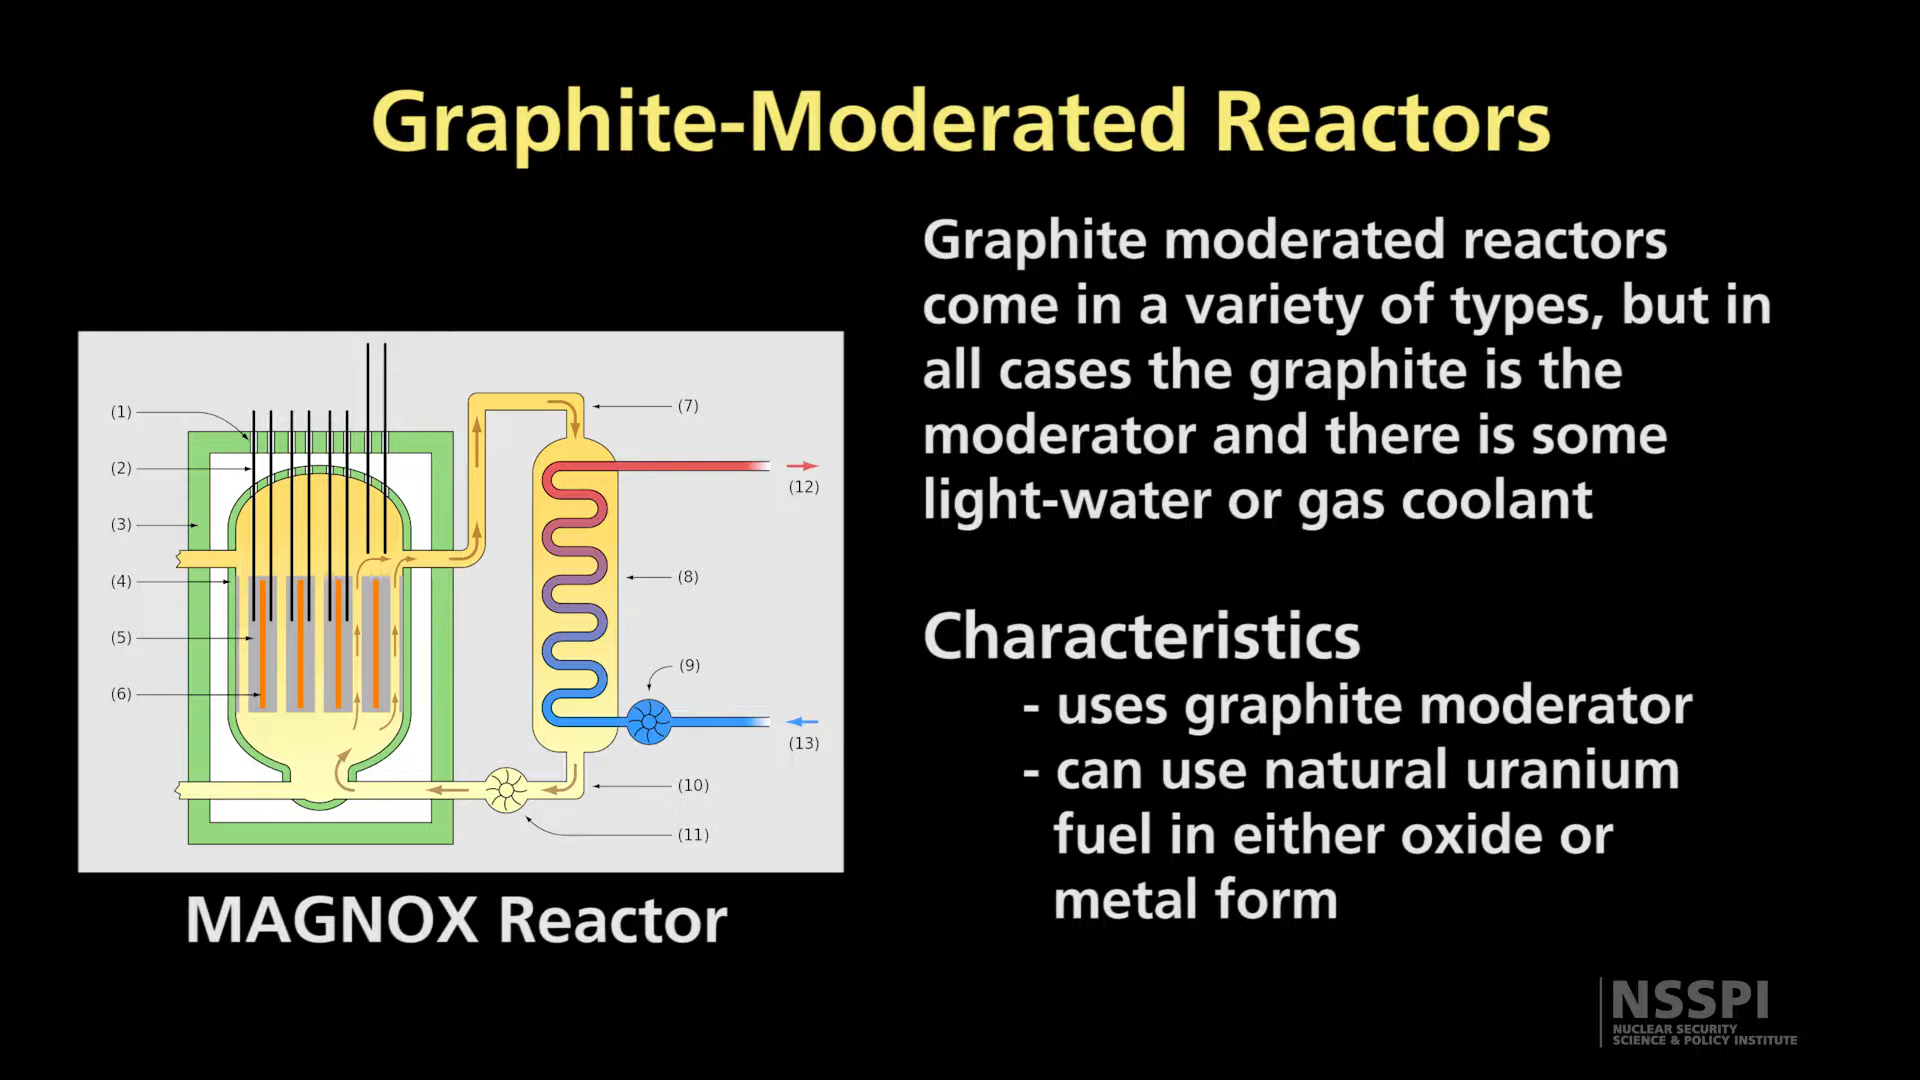 Graphite-Moderated Reactors
Graphite moderated reactors
come in a variety of types, but in
all cases the graphite is the
moderator and there is some
light-water or gas coolant
Characteristics
- uses graphite moderator
- can use natural uranium
fuel in either oxide or
metal form
(1)
(2)
(3)
(4)
(5)
(6)
(7)
(12)
(8)
(9)
(13)
(10)
(11)
MAGNOX Reactor
NSSPI
NUCLEAR SECURITY
SCIENCE & POLICY INSTITUTE